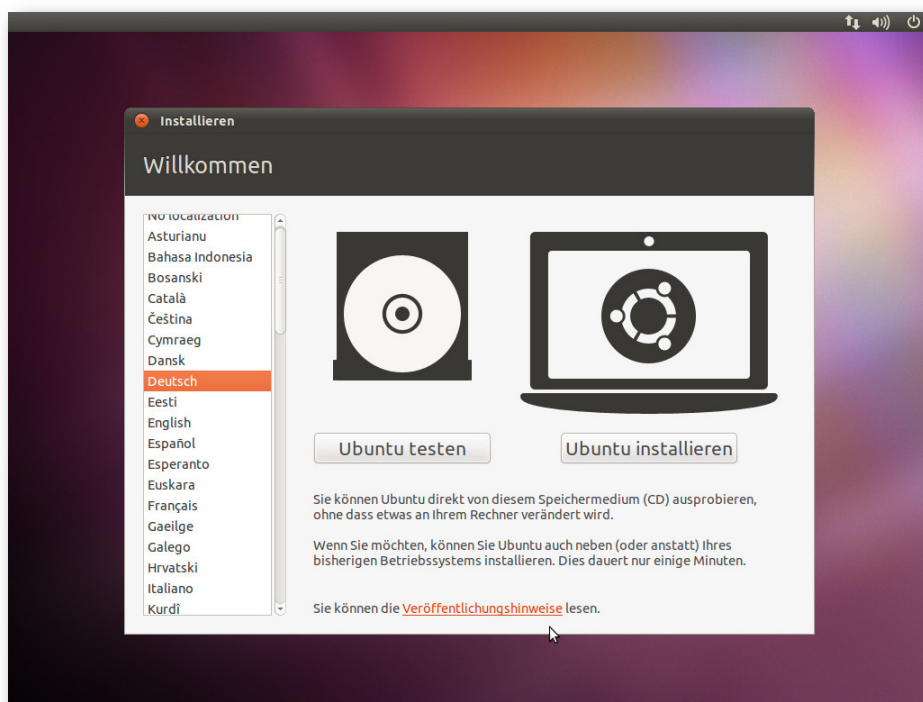 Installieren
Willkommen
No localization
Asturianu
Bahasa Indonesia
Bosanski
Català
Čeština
Cymraeg
Dansk
Deutsch
Eesti
English
Español
Esperanto
Euskara
Français
Gaeilge
Galego
Hrvatski
Italiano
Kurdî
Ubuntu testen
Ubuntu installieren
Sie können Ubuntu direkt von diesem Speichermedium (CD) ausprobieren,
ohne dass etwas an Ihrem Rechner verändert wird.
Wenn Sie möchten, können Sie Ubuntu auch neben (oder anstatt) Ihres
bisherigen Betriebssystems installieren. Dies dauert nur einige Minuten.
Sie können die Veröffentlichungshinweise lesen.